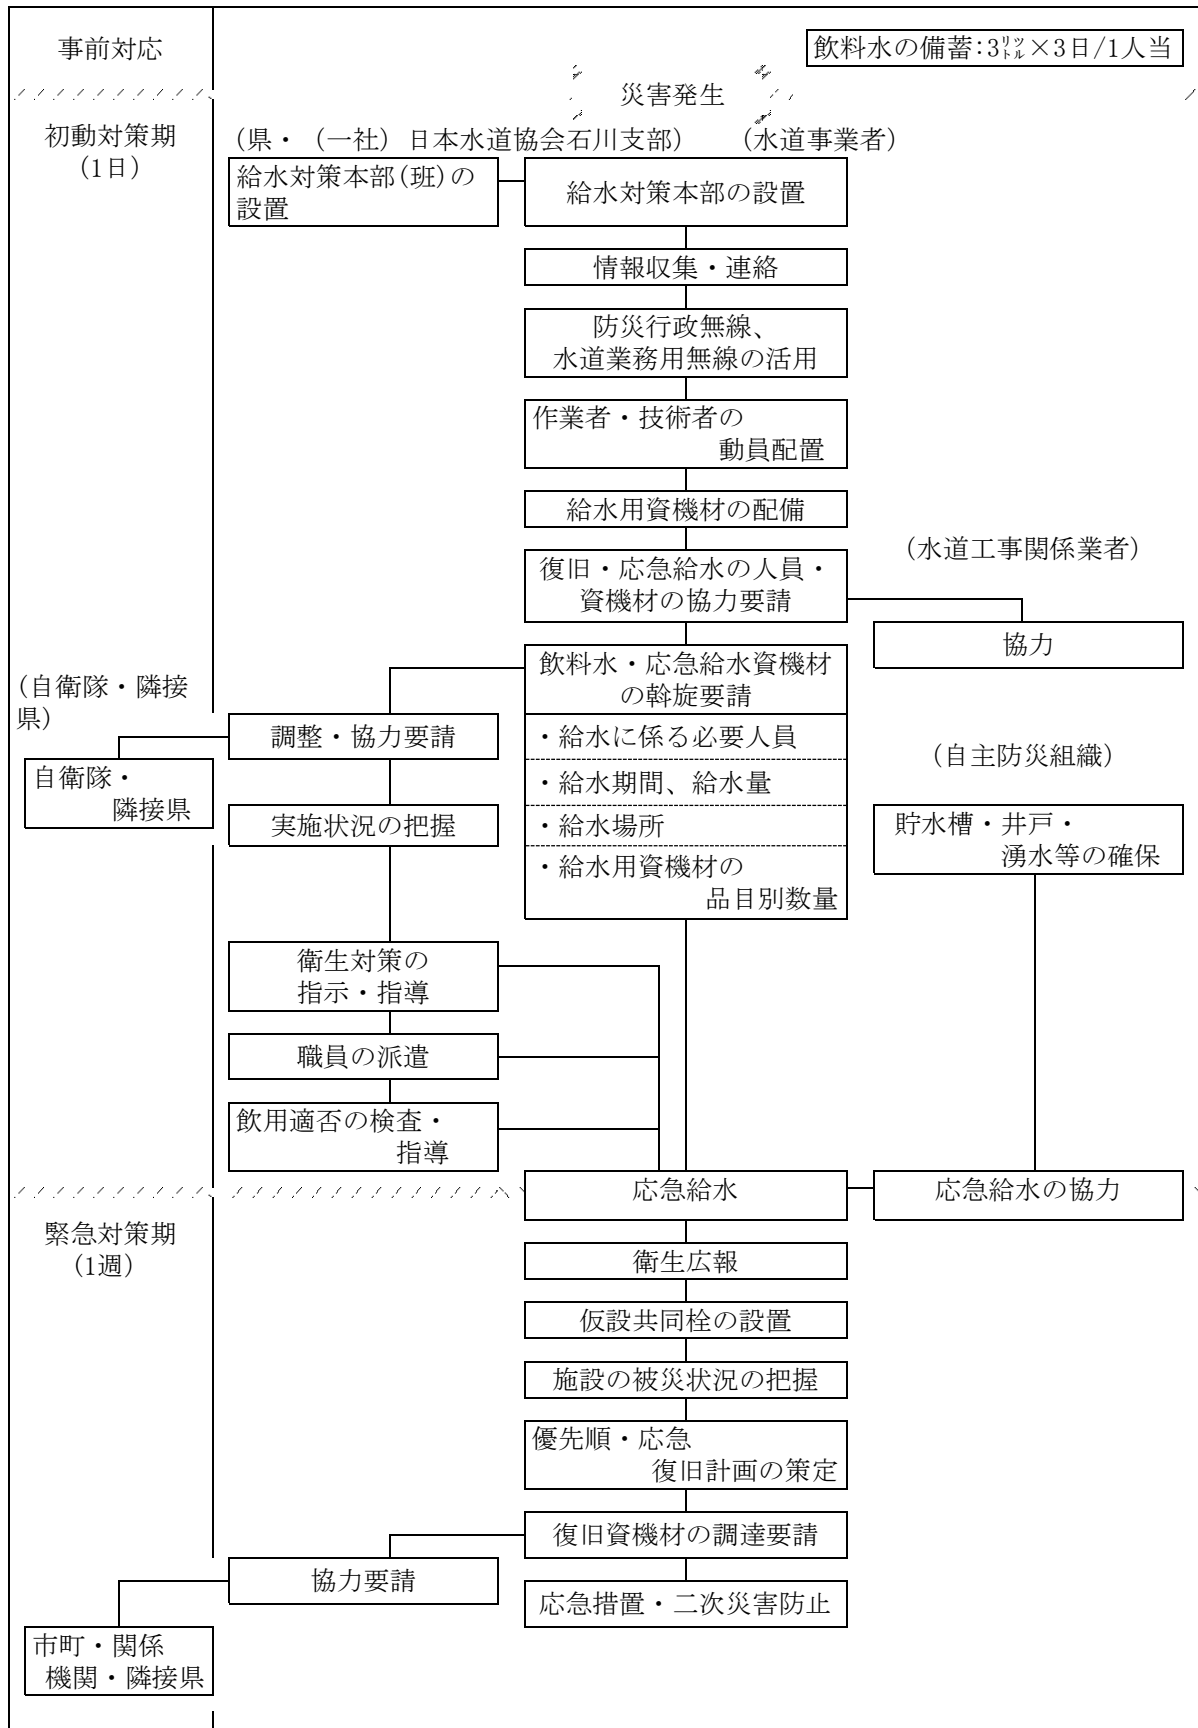 事前対応
飲料水の備蓄:3㍑×3日/1人当
災害発生
初動対策期
(1日)
(県・(一社)日本水道協会石川支部)
(水道事業者)
給水対策本部(班)の
設置
給水対策本部の設置
情報収集・連絡
防災行政無線、
水道業務用無線の活用
作業者・技術者の
動員配置
給水用資機材の配備
(水道工事関係業者)
復旧・応急給水の人員・
資機材の協力要請
協力
飲料水・応急給水資機材
の斡旋要請
(自衛隊・隣接
県)
調整・協力要請
・給水に係る必要人員
(自主防災組織)
自衛隊・
隣接県
・給水期間、給水量
実施状況の把握
・給水場所
貯水槽・井戸・
湧水等の確保
・給水用資機材の
品目別数量
衛生対策の
指示・指導
職員の派遣
飲用適否の検査・
指導
応急給水
応急給水の協力
緊急対策期
(1週)
衛生広報
仮設共同栓の設置
施設の被災状況の把握
優先順・応急
復旧計画の策定
復旧資機材の調達要請
協力要請
応急措置・二次災害防止
市町・関係
機関・隣接県